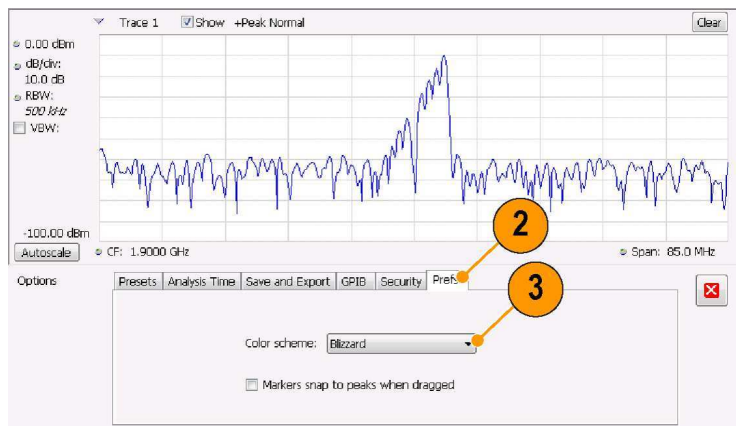 Trace 1 Show +Peak Normal Clear
0.00 dBm
dB/div:
10.0 dB
RBW:
500 kHz
VBW:
-100.00 dBm
Autoscale CF: 1.9000 GHz Span: 85.0 MHz
2
Options Presets Analysis Time Save and Export GPIB Security Prefs
3
Color scheme: Blizzard
Markers snap to peaks when dragged